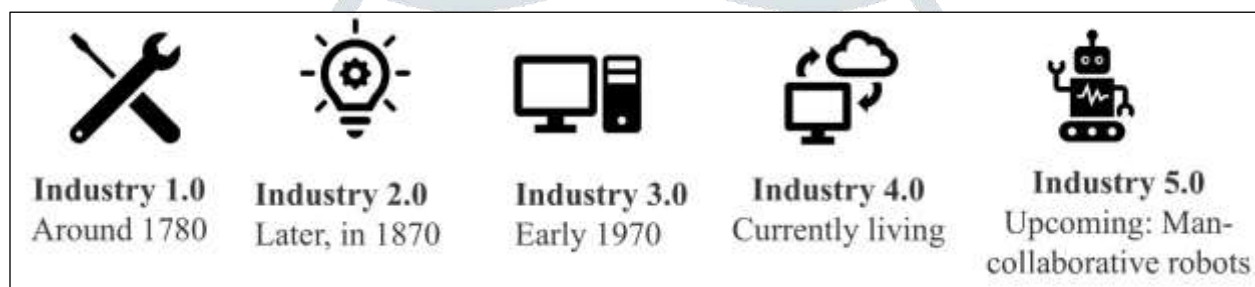 Industry 1.0
Around 1780
Industry 2.0
Later, in 1870
Industry 3.0
Early 1970
Industry 4.0
Currently living
Industry 5.0
Upcoming: Man-
collaborative robots